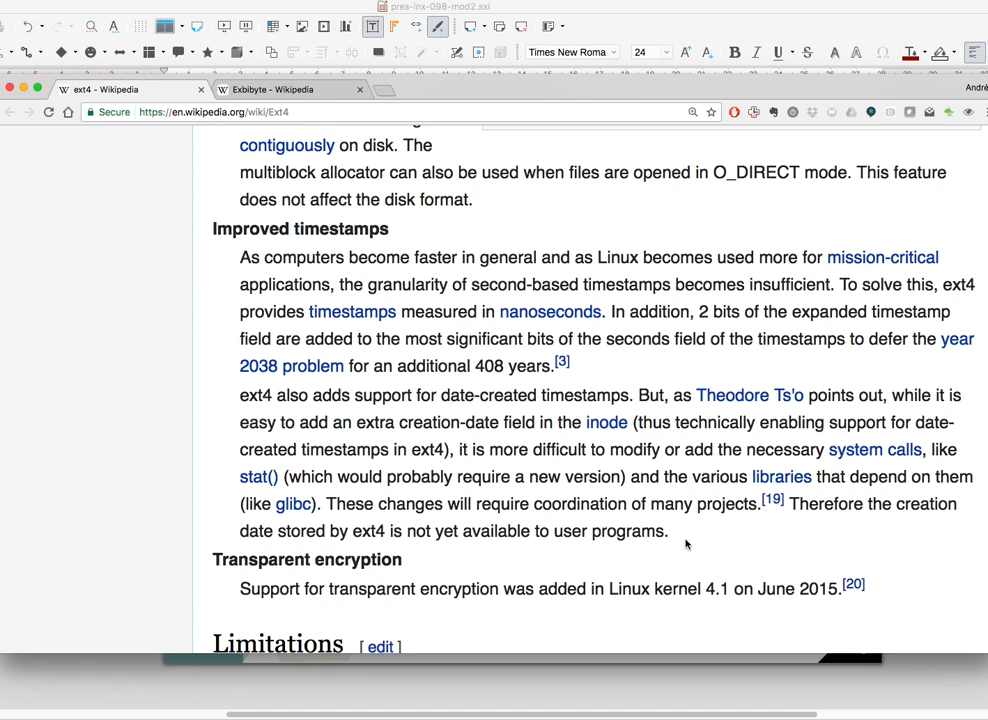 pres-lnx-098-mod2.sxi
Times New Roma
24
ext4 - Wikipedia
Exbibyte - Wikipedia
André
Secure
https://en.wikipedia.org/wiki/Ext4
contiguously on disk. The
multiblock allocator can also be used when files are opened in O_DIRECT mode. This feature
does not affect the disk format.
Improved timestamps
As computers become faster in general and as Linux becomes used more for mission-critical
applications, the granularity of second-based timestamps becomes insufficient. To solve this, ext4
provides timestamps measured in nanoseconds. In addition, 2 bits of the expanded timestamp
field are added to the most significant bits of the seconds field of the timestamps to defer the year
2038 problem for an additional 408 years.[3]
ext4 also adds support for date-created timestamps. But, as Theodore Ts'o points out, while it is
easy to add an extra creation-date field in the inode (thus technically enabling support for date-
created timestamps in ext4), it is more difficult to modify or add the necessary system calls, like
stat() (which would probably require a new version) and the various libraries that depend on them
(like glibc). These changes will require coordination of many projects.[19] Therefore the creation
date stored by ext4 is not yet available to user programs.
Transparent encryption
Support for transparent encryption was added in Linux kernel 4.1 on June 2015.[20]
Limitations [ edit ]